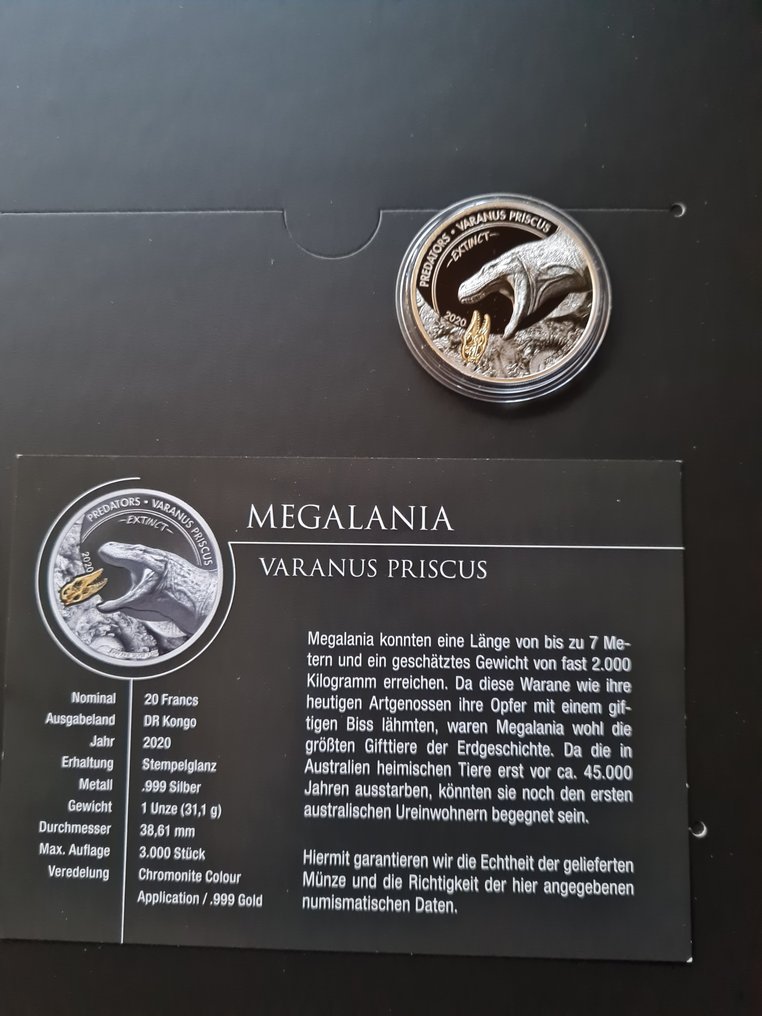 PREDATORS • VARANUS PRISCUS
—EXTINCT—
2020
PREDATORS • VARANUS PRISCUS
—EXTINCT—
2020
MEGALANIA
VARANUS PRISCUS
Nominal 20 Francs
Ausgabeland DR Kongo
Jahr 2020
Erhaltung Stempelglanz
Metall .999 Silber
Gewicht 1 Unze (31,1 g)
Durchmesser 38,61 mm
Max. Auflage 3.000 Stück
Veredelung Chromonite Colour
Application / .999 Gold
Megalania konnten eine Länge von bis zu 7 Me-
tern und ein geschätztes Gewicht von fast 2.000
Kilogramm erreichen. Da diese Warane wie ihre
heutigen Artgenossen ihre Opfer mit einem gif-
tigen Biss lähmten, waren Megalania wohl die
größten Gifttiere der Erdgeschichte. Da die in
Australien heimischen Tiere erst vor ca. 45.000
Jahren ausstarben, könnten sie noch den ersten
australischen Ureinwohnern begegnet sein.
Hiermit garantieren wir die Echtheit der gelieferten
Münze und die Richtigkeit der hier angegebenen
numismatischen Daten.